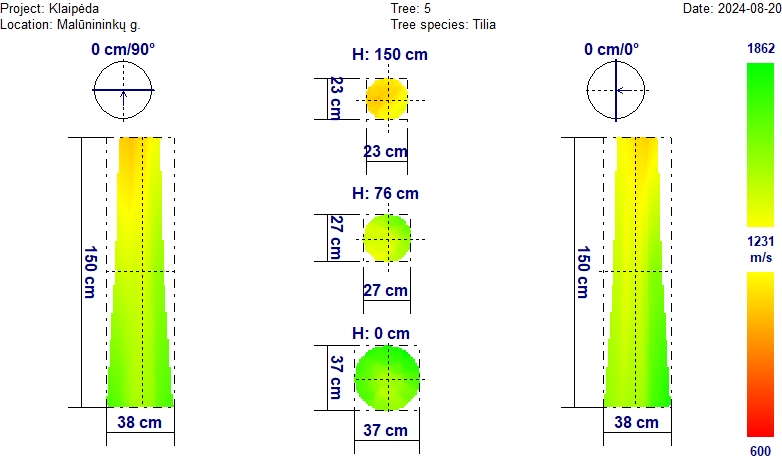 Project: Klaipėda
Tree: 5
Date: 2024-08-20
Location: Malūnininkų g.
Tree species: Tilia
0 cm/90°
H: 150 cm
0 cm/0°
1862
23 cm
23 cm
H: 76 cm
27 cm
27 cm
1231
m/s
150 cm
150 cm
H: 0 cm
37 cm
37 cm
38 cm
38 cm
600